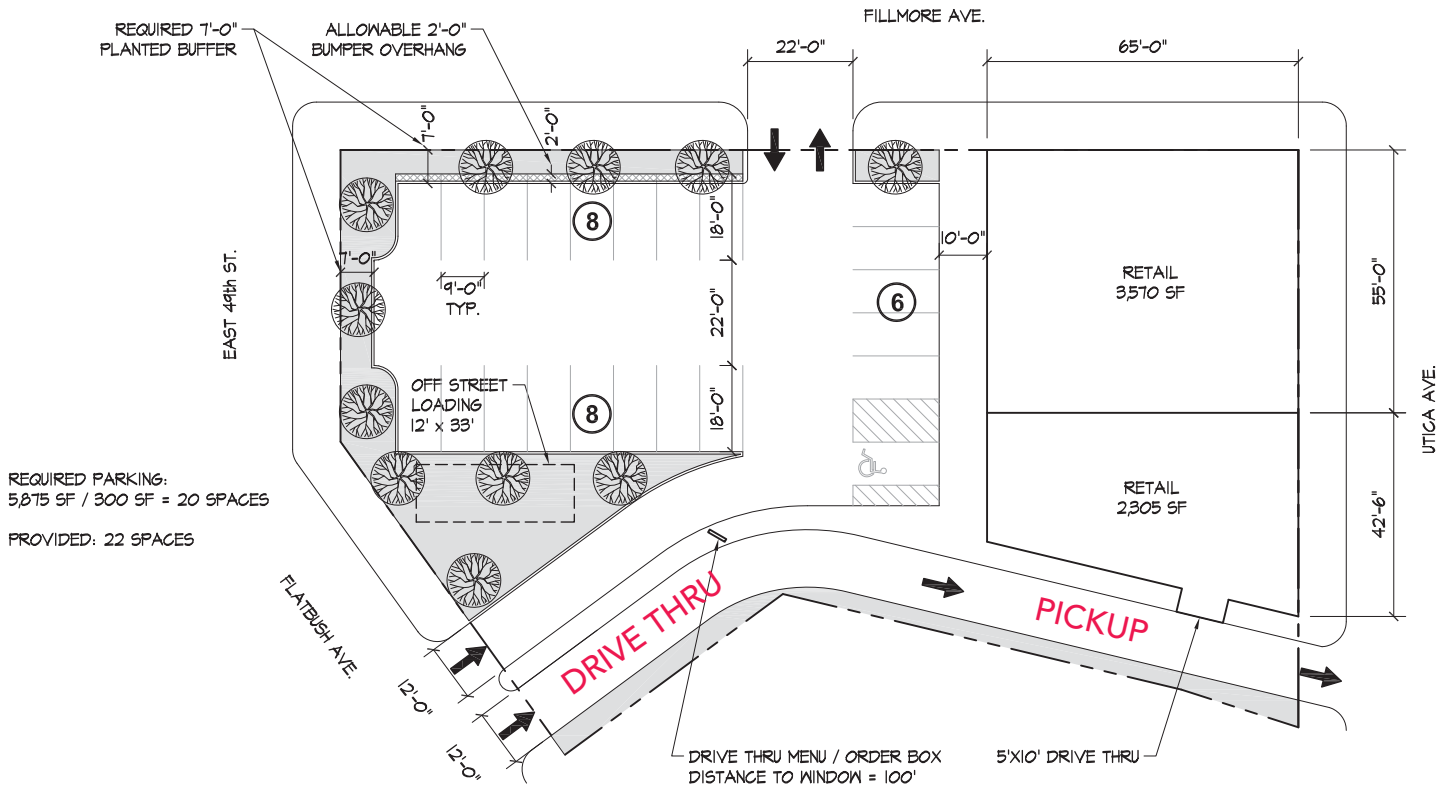 FILLMORE AVE.
REQUIRED 7'-0"
PLANTED BUFFER
ALLOWABLE 2'-0"
BUMPER OVERHANG
22'-0"
65'-0"
7'-0"
2'-0"
8
18'-0"
10'-0"
7'-0"
9'-0"
TYP.
EAST 49th ST.
22'-0"
6
RETAIL
3,570 SF
55'-0"
UTICA AVE.
OFF STREET
LOADING
12' x 33'
8
18'-0"
REQUIRED PARKING:
5,875 SF / 300 SF = 20 SPACES
PROVIDED: 22 SPACES
RETAIL
2,305 SF
42'-6"
FLATBUSH AVE.
DRIVE THRU
PICKUP
12'-0"
12'-0"
DRIVE THRU MENU / ORDER BOX
DISTANCE TO WINDOW = 100'
5'X10' DRIVE THRU